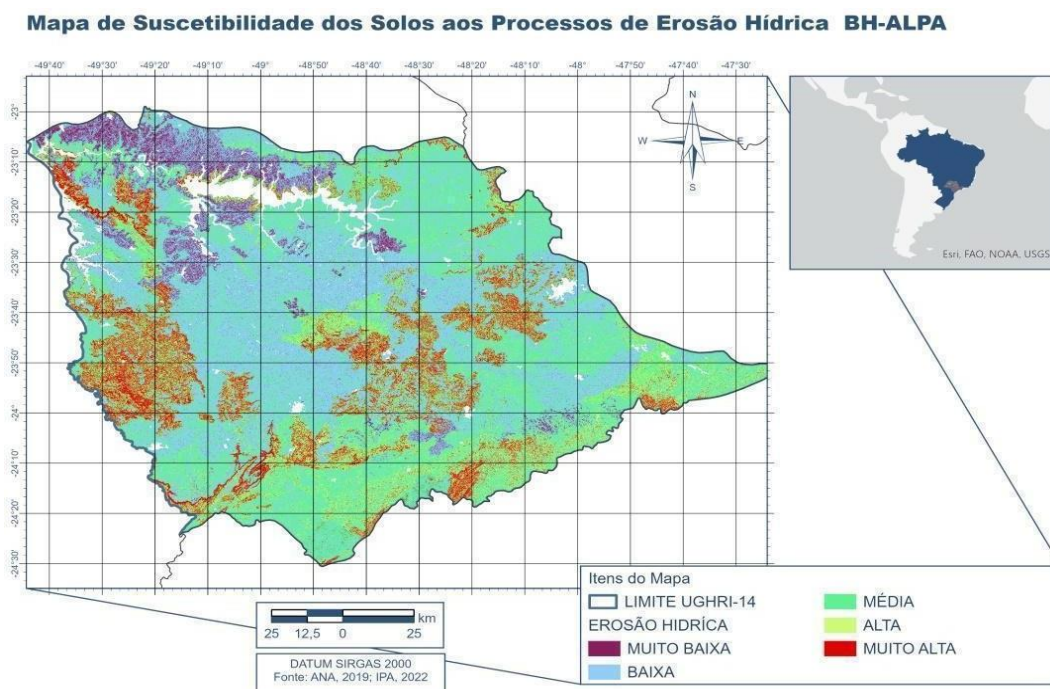 Mapa de Suscetibilidade dos Solos aos Processos de Erosão Hídrica BH-ALPA
-49°40' -49°30' -49°20' -49°10' -49° -48°50' -48°40' -48°30' -48°20' -48°10' -48° -47°50' -47°40' -47°30'
-23°
-23°10'
-23°20'
-23°30'
-23°40'
-23°50'
-24°
-24°10'
-24°20'
-24°30'
N
W E
S
Esri, FAO, NOAA, USGS
km
25 12,5 0 25
DATUM SIRGAS 2000
Fonte: ANA, 2019; IPA, 2022
Itens do Mapa
LIMITE UGHRI-14
EROSÃO HIDRÍCA
MUITO BAIXA
BAIXA
MÉDIA
ALTA
MUITO ALTA